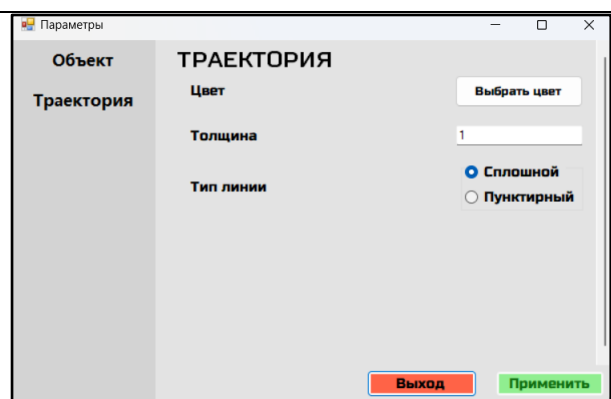 Параметры
Объект
Траектория
ТРАЕКТОРИЯ
Цвет
Выбрать цвет
Толщина
1
Тип линии
Сплошной
Пунктирный
Выход
Применить